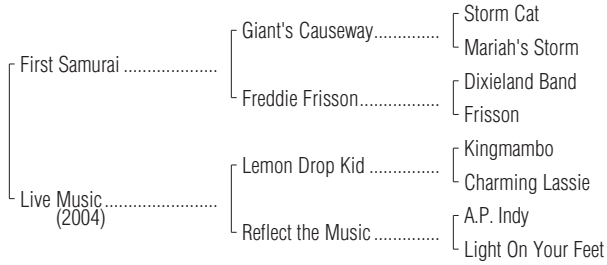 Storm Cat
Giant's Causeway..............
Mariah's Storm
First Samurai ....................
Dixieland Band
Freddie Frisson.................
Frisson
Kingmambo
Lemon Drop Kid ...............
Charming Lassie
Live Music........................
(2004)
A.P. Indy
Reflect the Music..............
Light On Your Feet